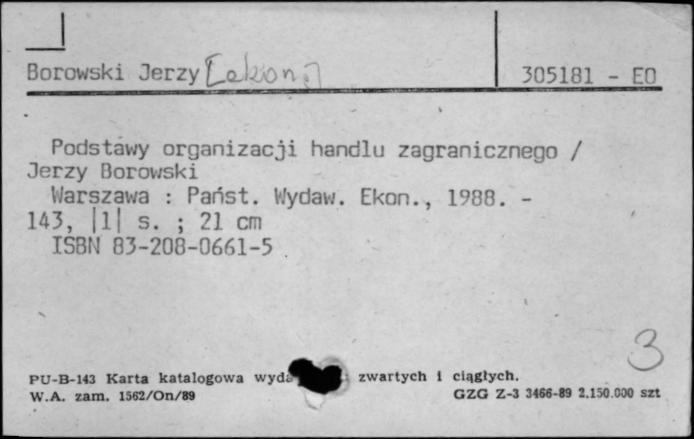 Borowski Jerzy [ekon.] 305181 - EO
Podstawy organizacji handlu zagranicznego /
Jerzy Borowski
Warszawa : Państ. Wydaw. Ekon., 1988. -
143, |1| s. ; 21 cm
ISBN 83-208-0661-5
3
PU-B-143 Karta katalogowa wyda zwartych i ciągłych.
W.A. zam. 1562/On/89 GZG Z-3 3466-89 2.150.000 szt